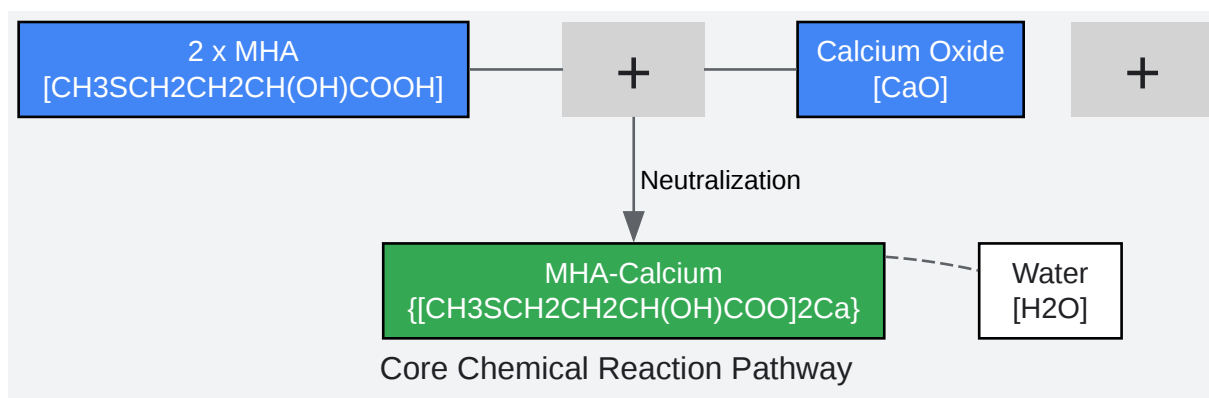 2 x MHA
[CH3SCH2CH2CH(OH)COOH]
+
Calcium Oxide
[CaO]
+
Neutralization
MHA-Calcium
{[CH3SCH2CH2CH(OH)COO]2Ca}
Water
[H2O]
Core Chemical Reaction Pathway